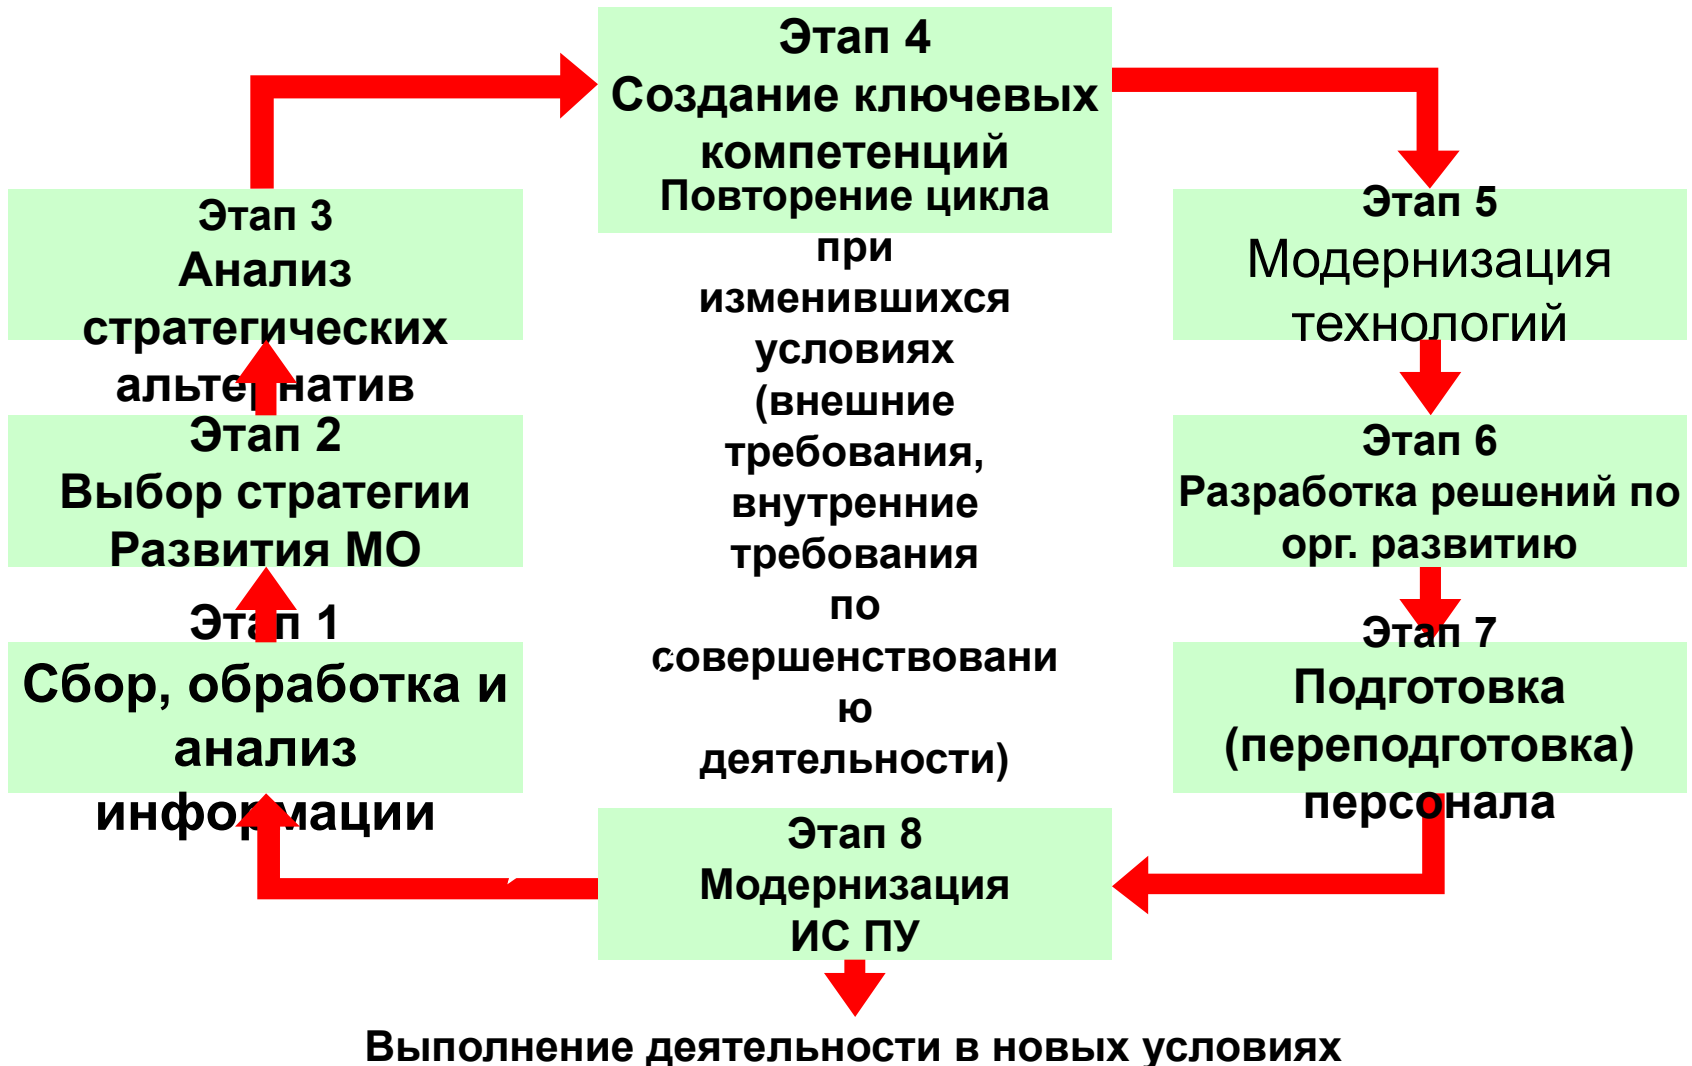 Этап 4
Создание ключевых
компетенций
Повторение цикла
при
изменившихся
условиях
(внешние
требования,
внутренние
требования
по
совершенствовани
ю
деятельности)
Этап 3
Анализ
стратегических
альтернатив
Этап 2
Выбор стратегии
Развития МО
Этап 1
Сбор, обработка и
анализ
информации
Этап 5
Модернизация
технологий
Этап 6
Разработка решений по
орг. развитию
Этап 7
Подготовка
(переподготовка)
персонала
Этап 8
Модернизация
ИС ПУ
Выполнение деятельности в новых условиях